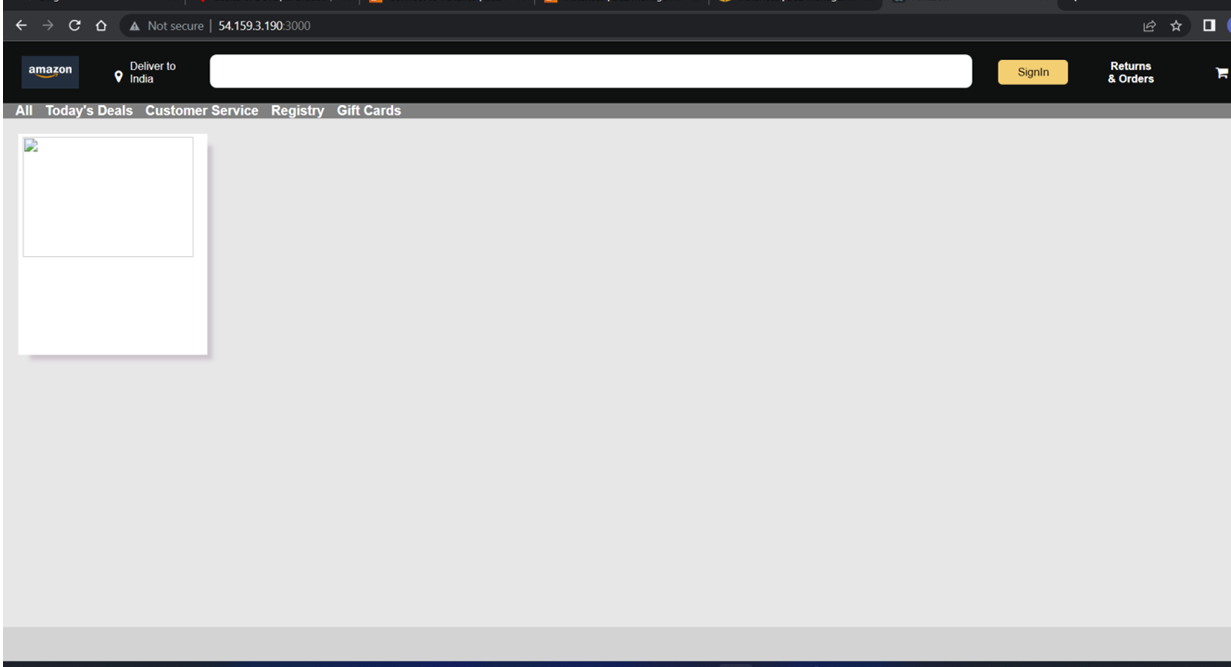 Not secure | 54.159.3.190:3000
amazon
Deliver to
India
SignIn
Returns
& Orders
All Today's Deals Customer Service Registry Gift Cards